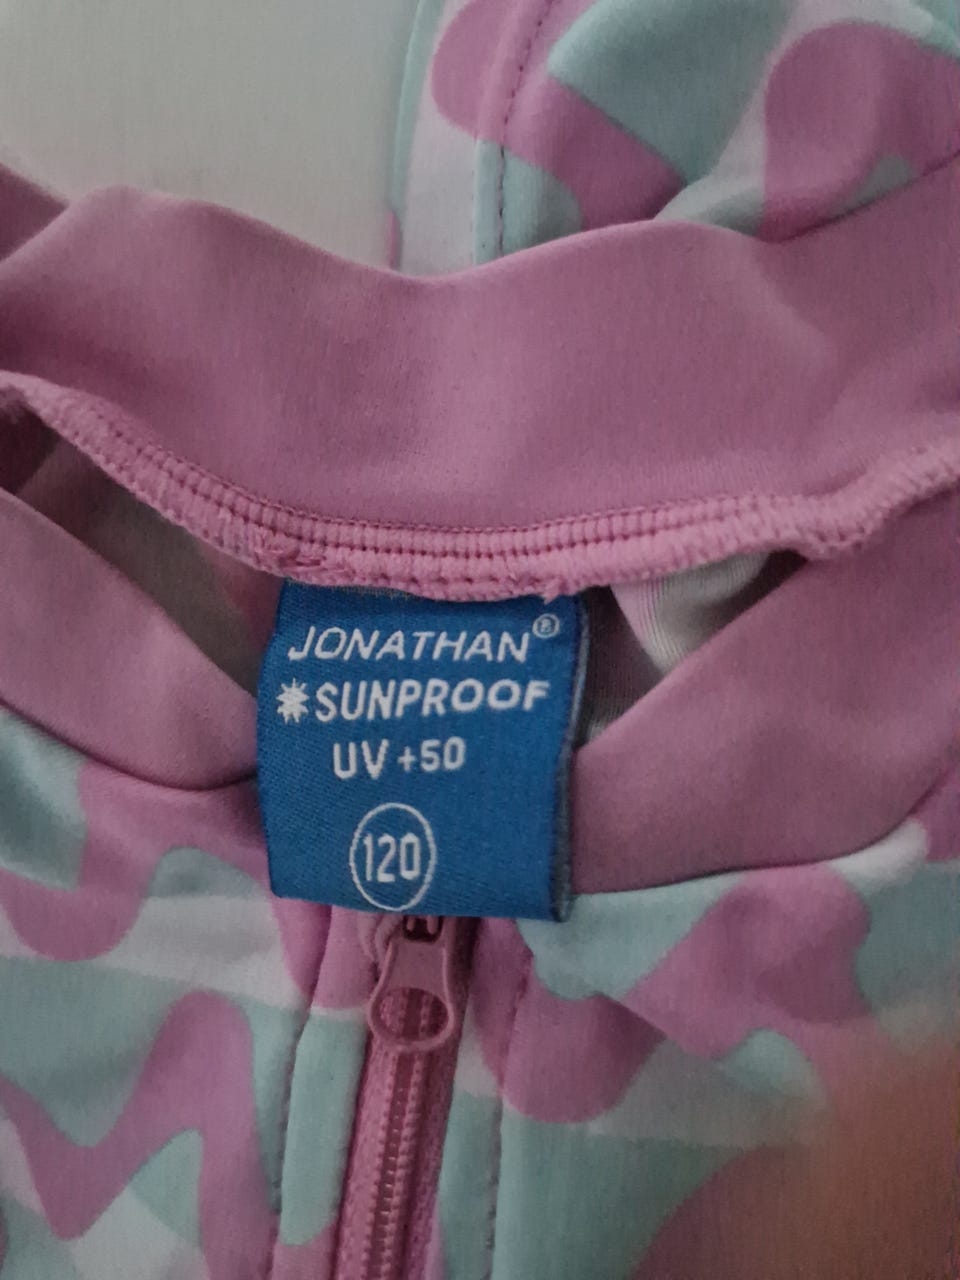 JONATHAN®
SUNPROOF
UV +50
120